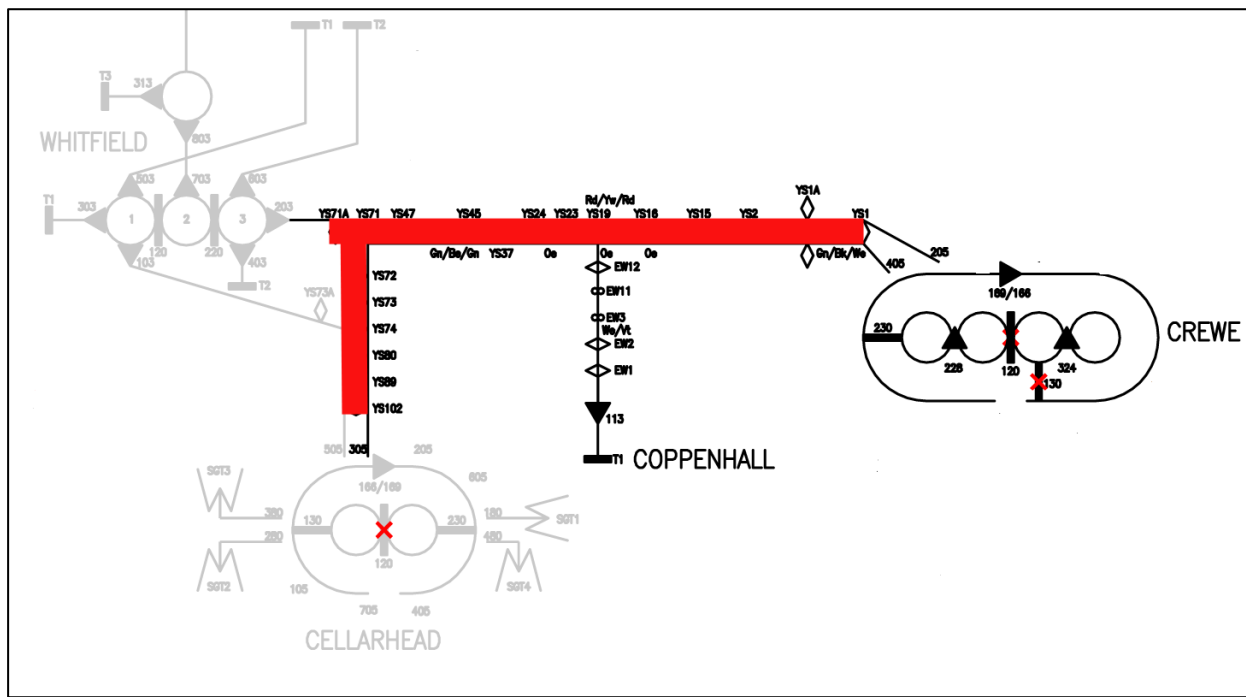 T1
T2
T3
313
WHITFIELD
803
503
703
603
T1
303
1
2
3
203
120
220
103
403
T2
YS73A
Rd/Yw/Rd
YS1A
YS71A
YS71
YS47
YS45
YS24
YS23
YS19
YS16
YS15
YS2
YS1
Gn/Be/Gn
YS37
Oe
Oe
Oe
Gn/Bk/We
405
205
YS72
YS73
YS74
YS80
YS89
YS102
EW12
EW11
EW3
We/Vt
EW2
EW1
113
T1
COPPENHALL
169/166
230
228
120
324
130
CREWE
505
305
205
166/169
605
SGT3
380
280
SGT2
130
230
120
180
480
SGT1
SGT4
105
705
405
CELLARHEAD